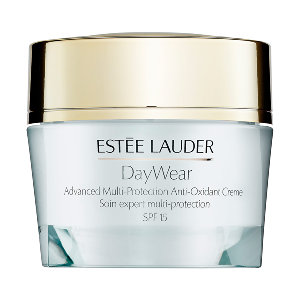 ESTĒE LAUDER
DayWear
Advanced Multi-Protection Anti-Oxidant Creme
Soin expert multi-protection
SPF 15